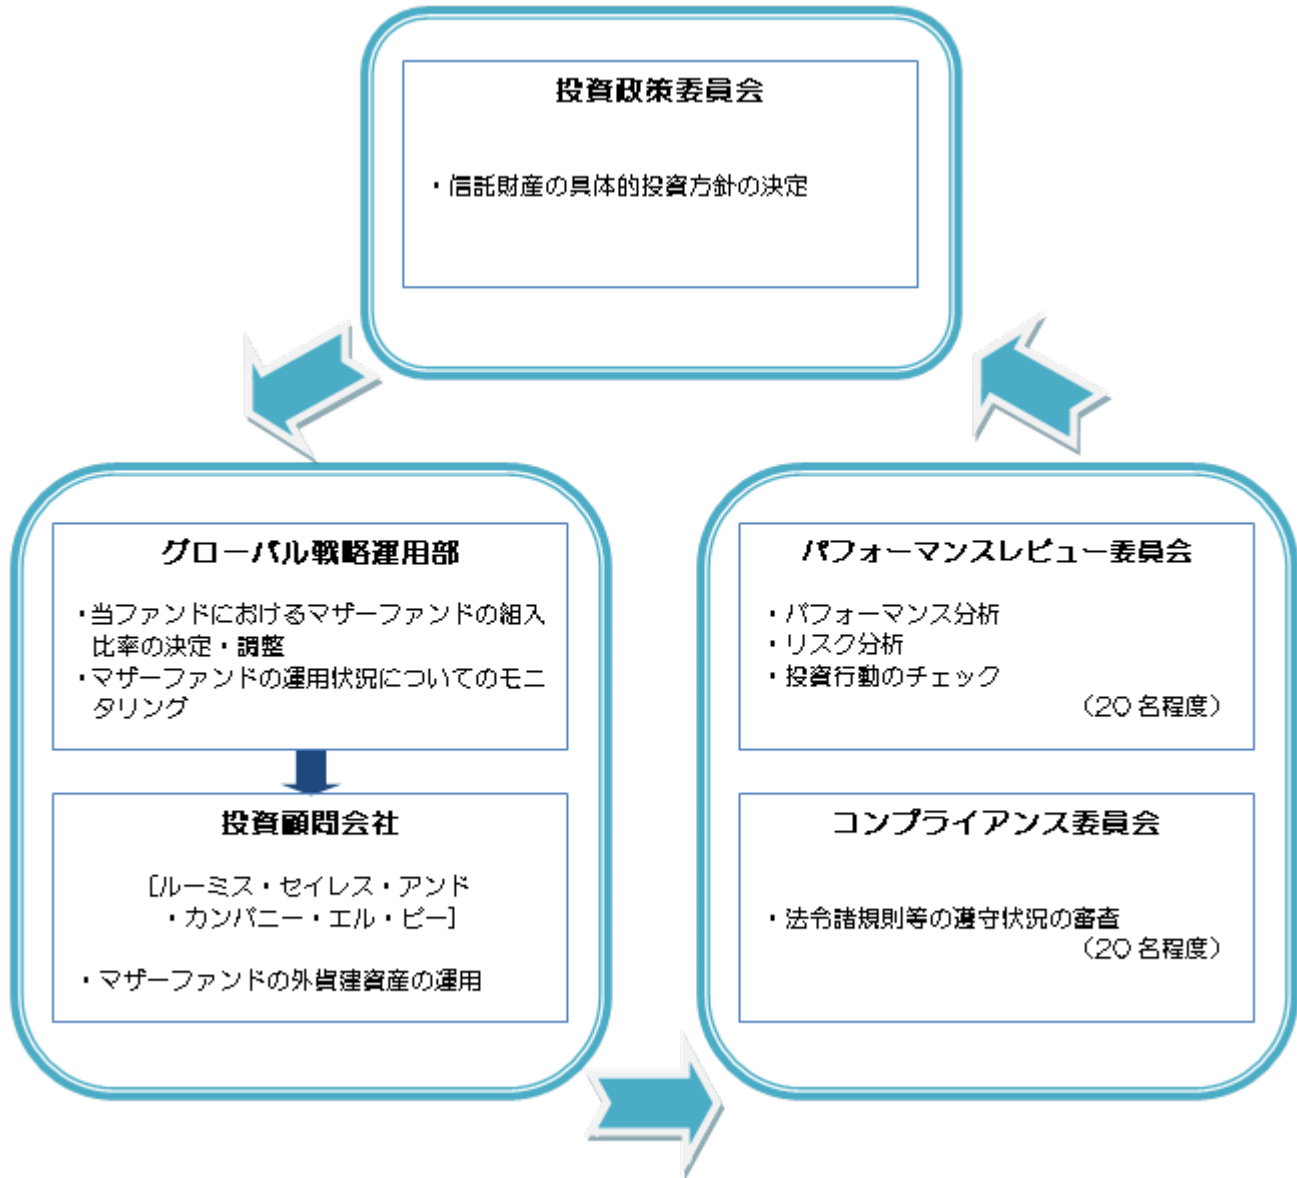 投資政策委員会
・信託財産の具体的投資方針の決定
グローバル戦略運用部
・当ファンドにおけるマザーファンドの組入
比率の決定・調整
・マザーファンドの運用状況についてのモニ
タリング
投資顧問会社
[ルーミス・セイレス・アンド
・カンパニー・エル・ピー]
・マザーファンドの外貨建資産の運用
パフォーマンスレビュー委員会
・パフォーマンス分析
・リスク分析
・投資行動のチェック
（20 名程度）
コンプライアンス委員会
・法令諸規則等の遵守状況の審査
（20 名程度）